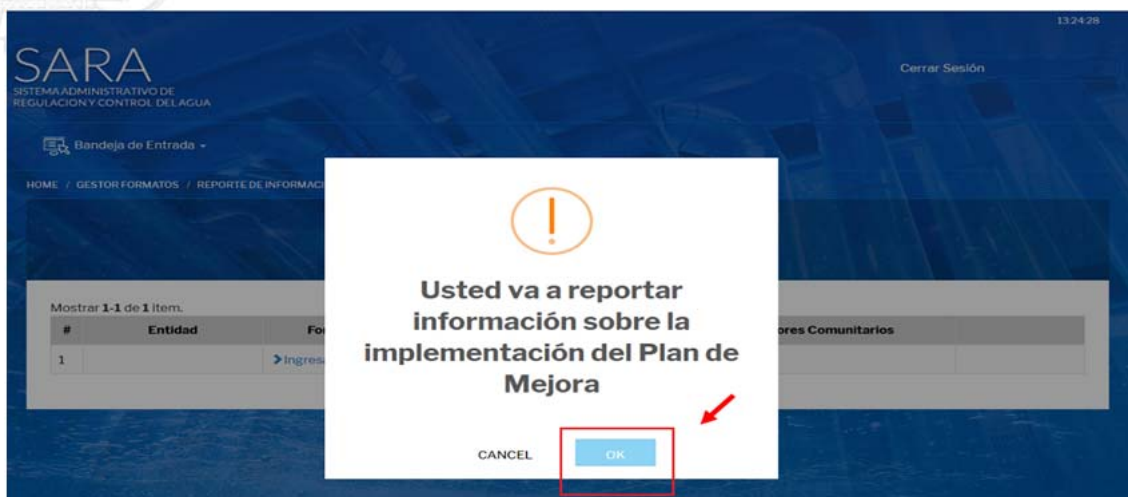 13:24:28
SARA
SISTEMA ADMINISTRATIVO DE
REGULACION Y CONTROL DEL AGUA
Cerrar Sesión
Bandeja de Entrada
HOME / GESTOR FORMATOS / REPORTE DE INFORMACI
Usted va a reportar
información sobre la
implementación del Plan de
Mejora
CANCEL OK
Mostrar 1-1 de 1 item.
# Entidad Fo ores Comunitarios
1 Ingresa